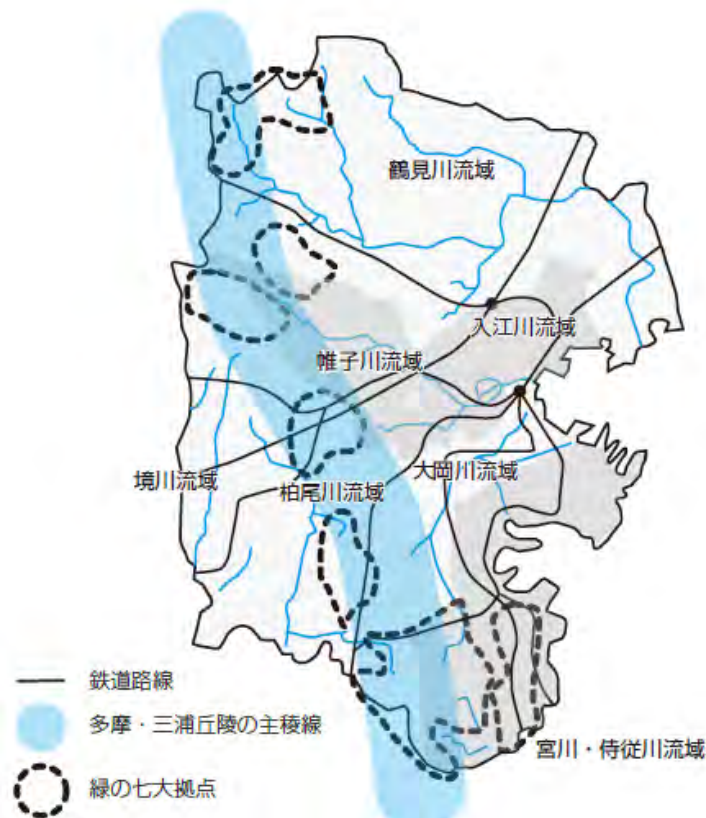 鶴見川流域
入江川流域
帷子川流域
大岡川流域
境川流域
柏尾川流域
宮川・侍従川流域
鉄道路線
多摩・三浦丘陵の主稜線
緑の七大拠点